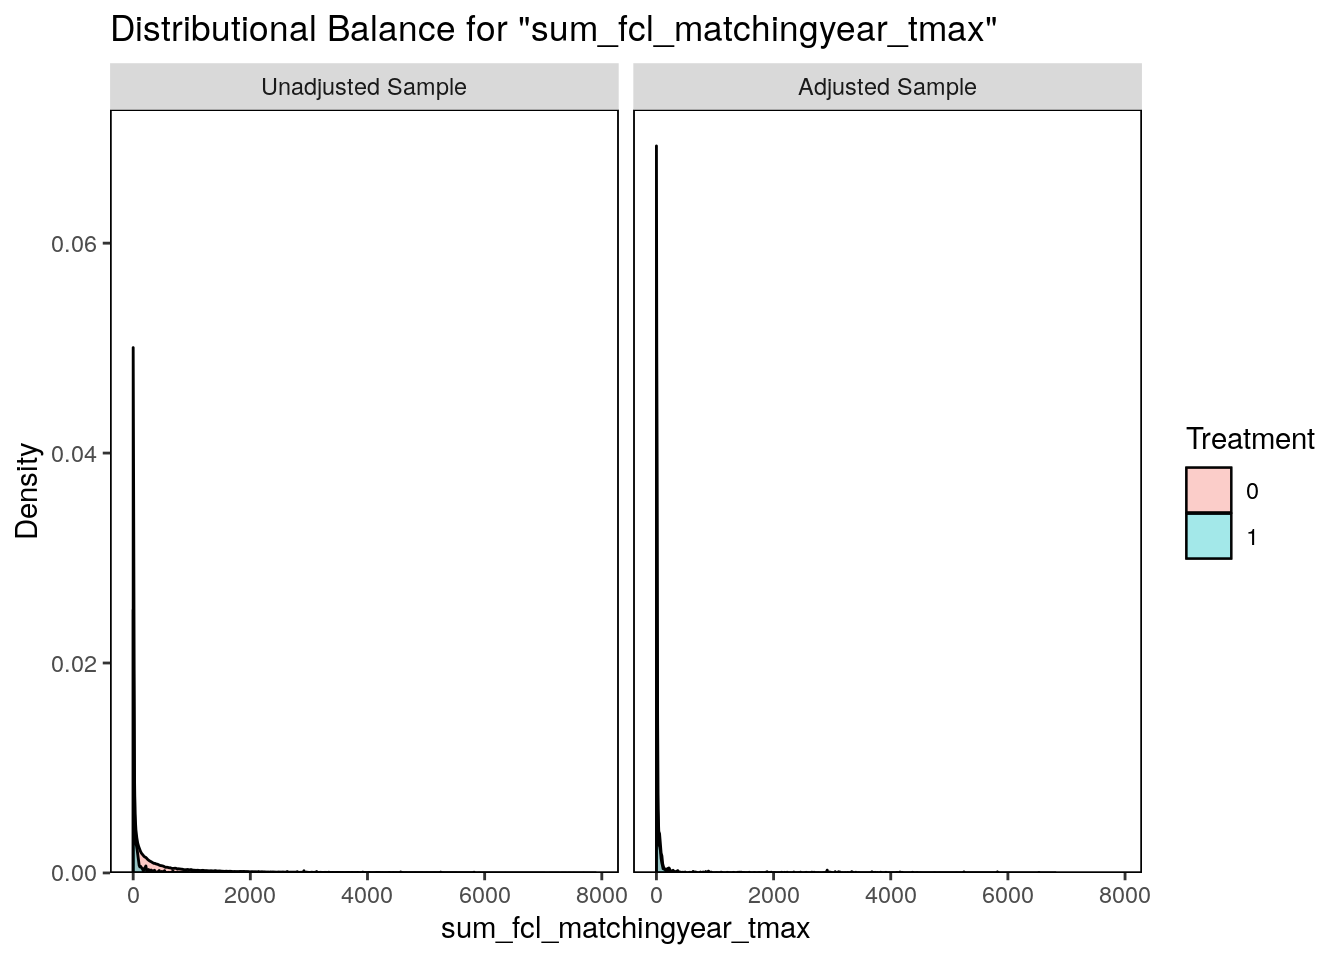 Distributional Balance for "sum_fcl_matchingyear_tmax"
Unadjusted Sample
Adjusted Sample
0.06
0.04
0.02
0.00
Density
0 2000 4000 6000 8000
0 2000 4000 6000 8000
sum_fcl_matchingyear_tmax
Treatment
0
1